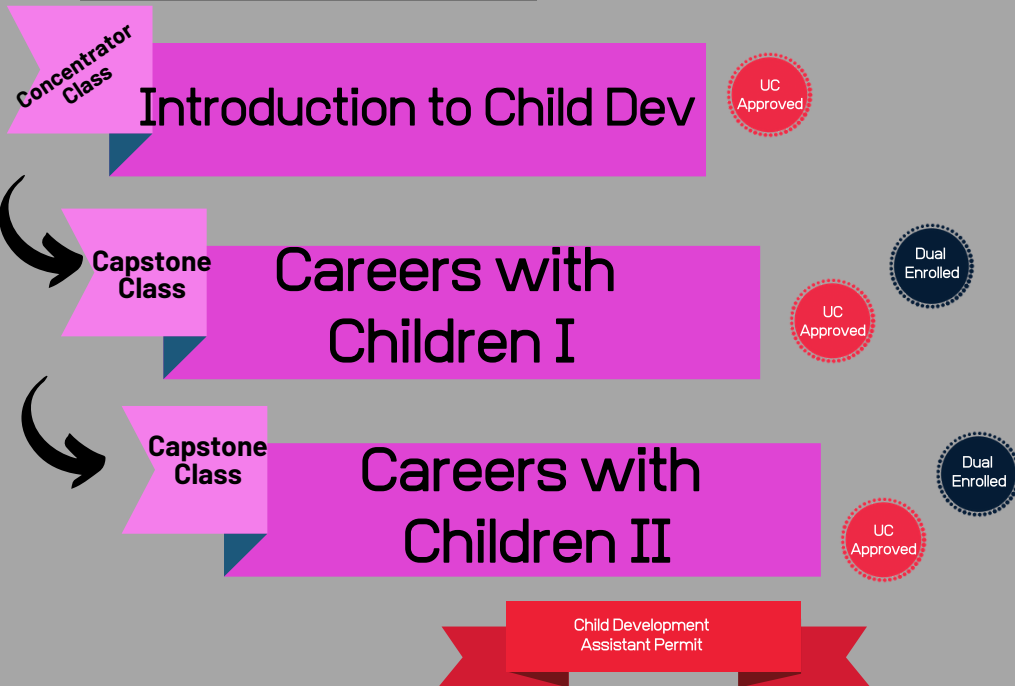 Concentrator
Class
Introduction to Child Dev
UC
Approved
Capstone
Class
Careers with
Children I
UC
Approved
Dual
Enrolled
Capstone
Class
Careers with
Children II
UC
Approved
Dual
Enrolled
Child Development
Assistant Permit